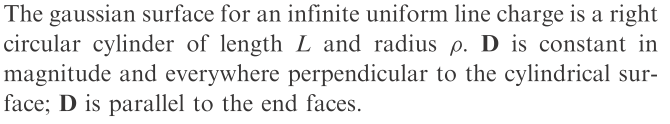 The gaussian surface for an infinite uniform line charge is a right
circular cylinder of length L and radius ρ. D is constant in
magnitude and everywhere perpendicular to the cylindrical sur-
face; D is parallel to the end faces.